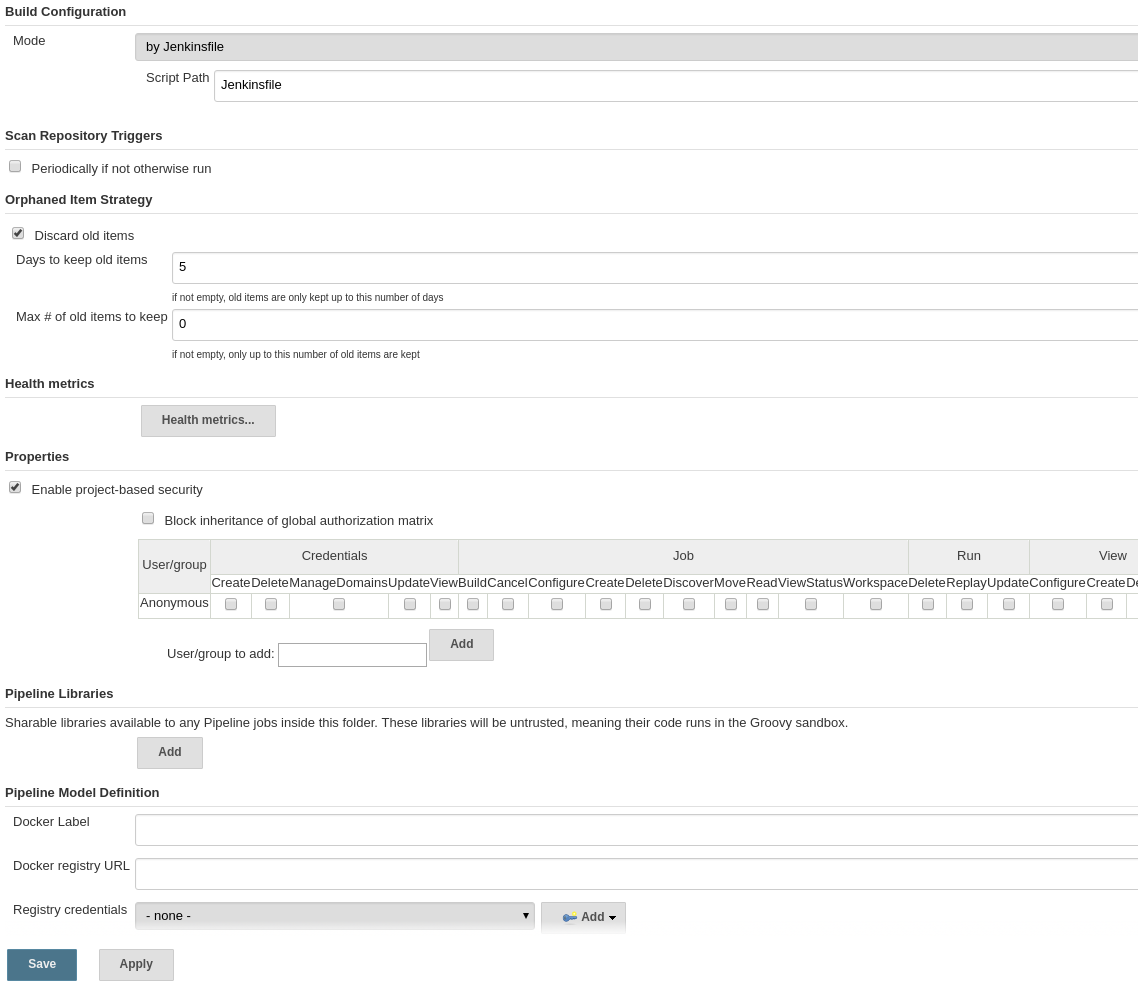 Build Configuration
Mode
by Jenkinsfile
Script Path
Jenkinsfile
Scan Repository Triggers
Periodically if not otherwise run
Orphaned Item Strategy
Discard old items
Days to keep old items
5
if not empty, old items are only kept up to this number of days
Max # of old items to keep
0
if not empty, only up to this number of old items are kept
Health metrics
Health metrics...
Properties
Enable project-based security
Block inheritance of global authorization matrix
User/group Credentials Job Run View
Create Delete ManageDomains Update View Build Cancel Configure Create Delete Discover Move Read ViewStatus Workspace Delete Replay Update Configure Create De
Anonymous
User/group to add: Add
Pipeline Libraries
Sharable libraries available to any Pipeline jobs inside this folder. These libraries will be untrusted, meaning their code runs in the Groovy sandbox.
Add
Pipeline Model Definition
Docker Label
Docker registry URL
Registry credentials
- none -
Add
Save Apply